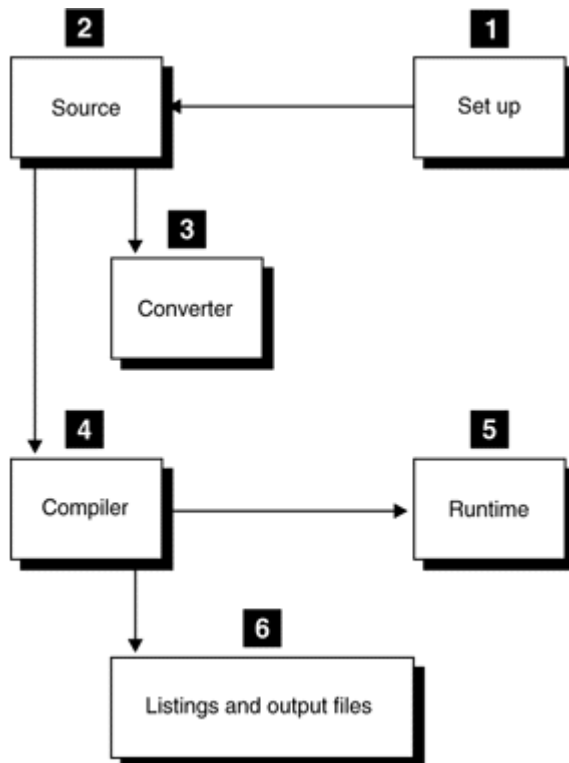 2
1
Source
Set up
3
Converter
4
5
Compiler
Runtime
6
Listings and output files